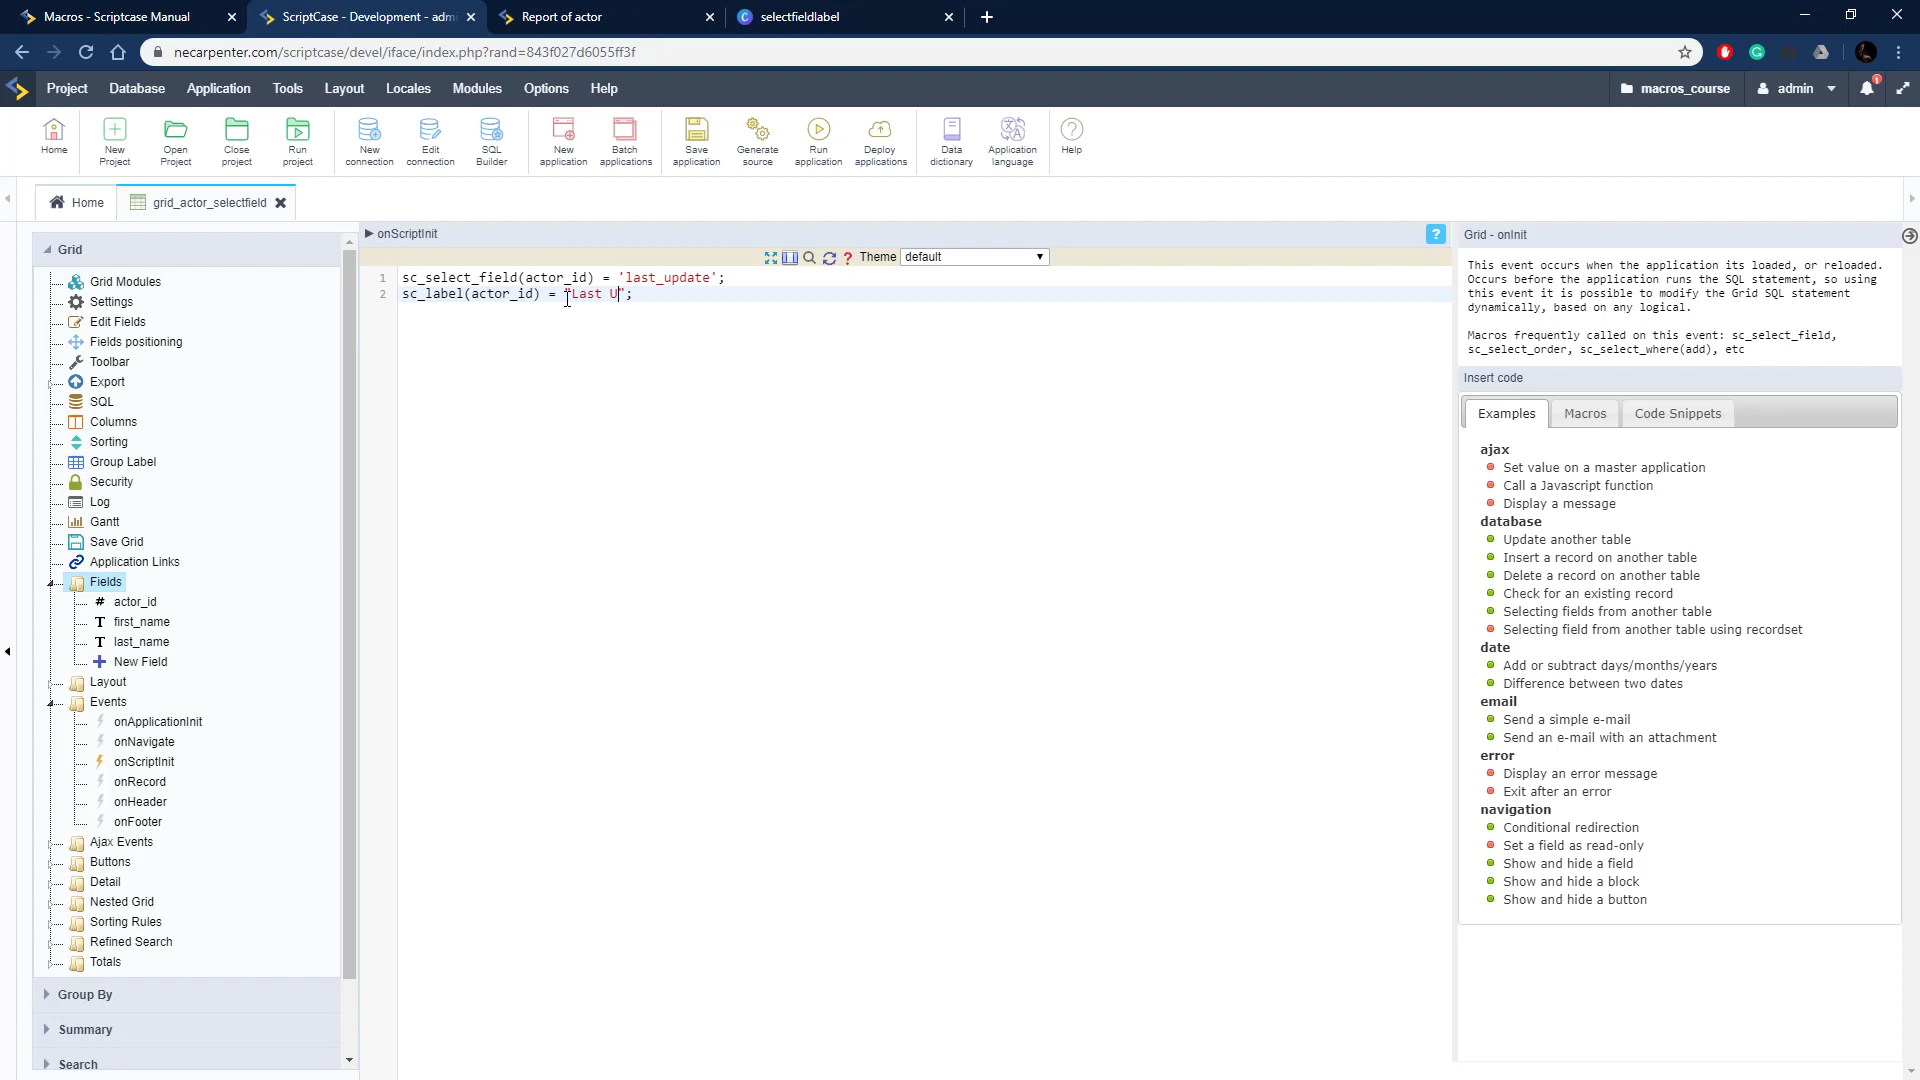 Macros - Scriptcase Manual
ScriptCase - Development - admi
Report of actor
selectfieldlabel
necarpenter.com/scriptcase/devel/iface/index.php?rand=843f027d6055ff3f
Project Database Application Tools Layout Locales Modules Options Help
macros_course
admin
1
Home
New Project
Open Project
Close project
Run project
New connection
Edit connection
SQL Builder
New application
Batch applications
Save application
Generate source
Run application
Deploy applications
Data dictionary
Application language
Help
Home
grid_actor_selectfield
Grid
Grid Modules
Settings
Edit Fields
Fields positioning
Toolbar
Export
SQL
Columns
Sorting
Group Label
Security
Log
Gantt
Save Grid
Application Links
Fields
# actor_id
T first_name
T last_name
New Field
Layout
Events
onApplicationInit
onNavigate
onScriptInit
onRecord
onHeader
onFooter
Ajax Events
Buttons
Detail
Nested Grid
Sorting Rules
Refined Search
Totals
Group By
Summary
Search
onScriptInit
?
? Theme default
1 sc_select_field(actor_id) = 'last_update';
2 sc_label(actor_id) = "Last U";
Grid - onInit
This event occurs when the application its loaded, or reloaded.
Occurs before the application runs the SQL statement, so using
this event it is possible to modify the Grid SQL statement
dynamically, based on any logical.
Macros frequently called on this event: sc_select_field,
sc_select_order, sc_select_where(add), etc
Insert code
Examples Macros Code Snippets
ajax
Set value on a master application
Call a Javascript function
Display a message
database
Update another table
Insert a record on another table
Delete a record on another table
Check for an existing record
Selecting fields from another table
Selecting field from another table using recordset
date
Add or subtract days/months/years
Difference between two dates
email
Send a simple e-mail
Send an e-mail with an attachment
error
Display an error message
Exit after an error
navigation
Conditional redirection
Set a field as read-only
Show and hide a field
Show and hide a block
Show and hide a button